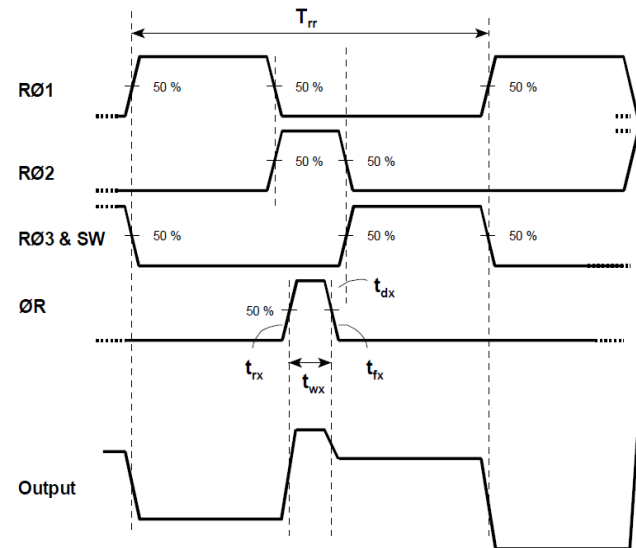 Trr
RØ1
50 % 50 % 50 %
RØ2
50 % 50 %
RØ3 & SW
50 % 50 % 50 %
tdx
ØR
50 %
trx twx tfx
Output